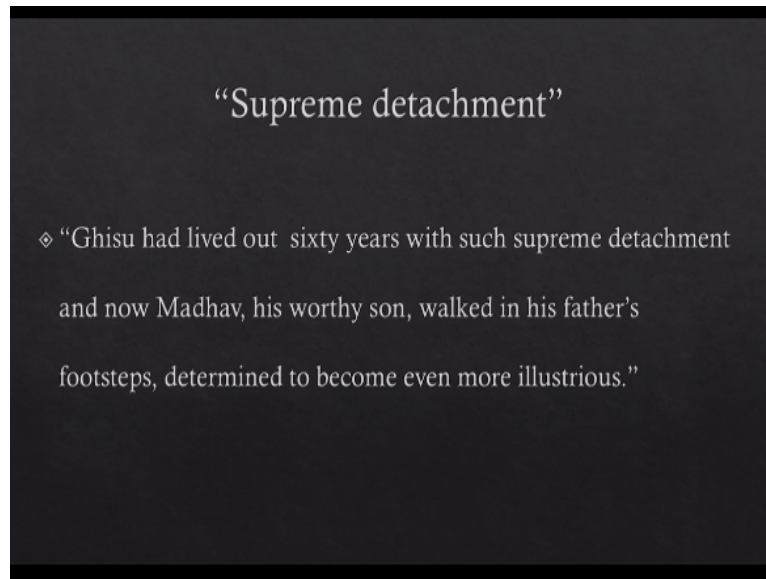 “Supreme detachment”
“Ghisu had lived out sixty years with such supreme detachment
and now Madhav, his worthy son, walked in his father’s
footsteps, determined to become even more illustrious.”